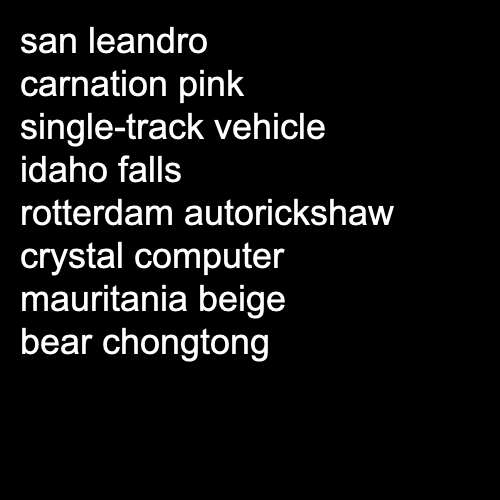 san leandro
carnation pink
single-track vehicle
idaho falls
rotterdam autorickshaw
crystal computer
mauritania beige
bear chongtong